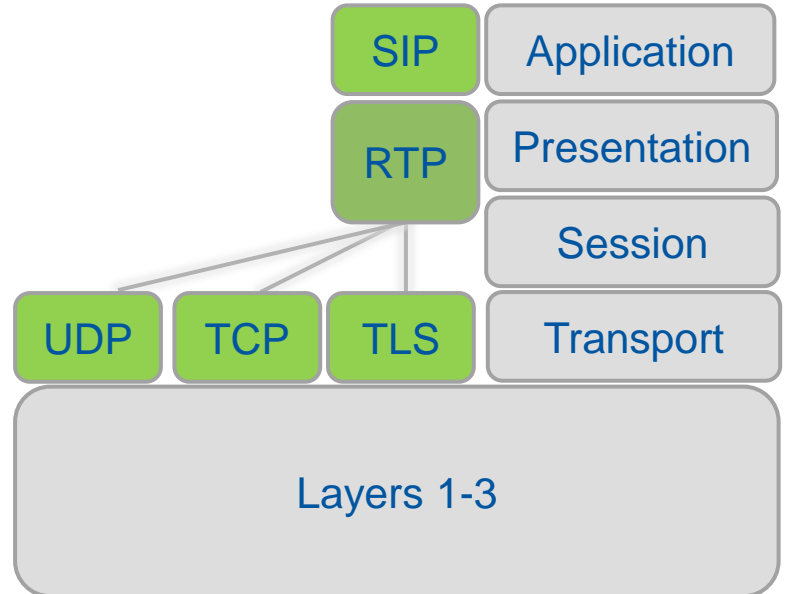 SIP
Application
RTP
Presentation
Session
UDP
TCP
TLS
Transport
Layers 1-3